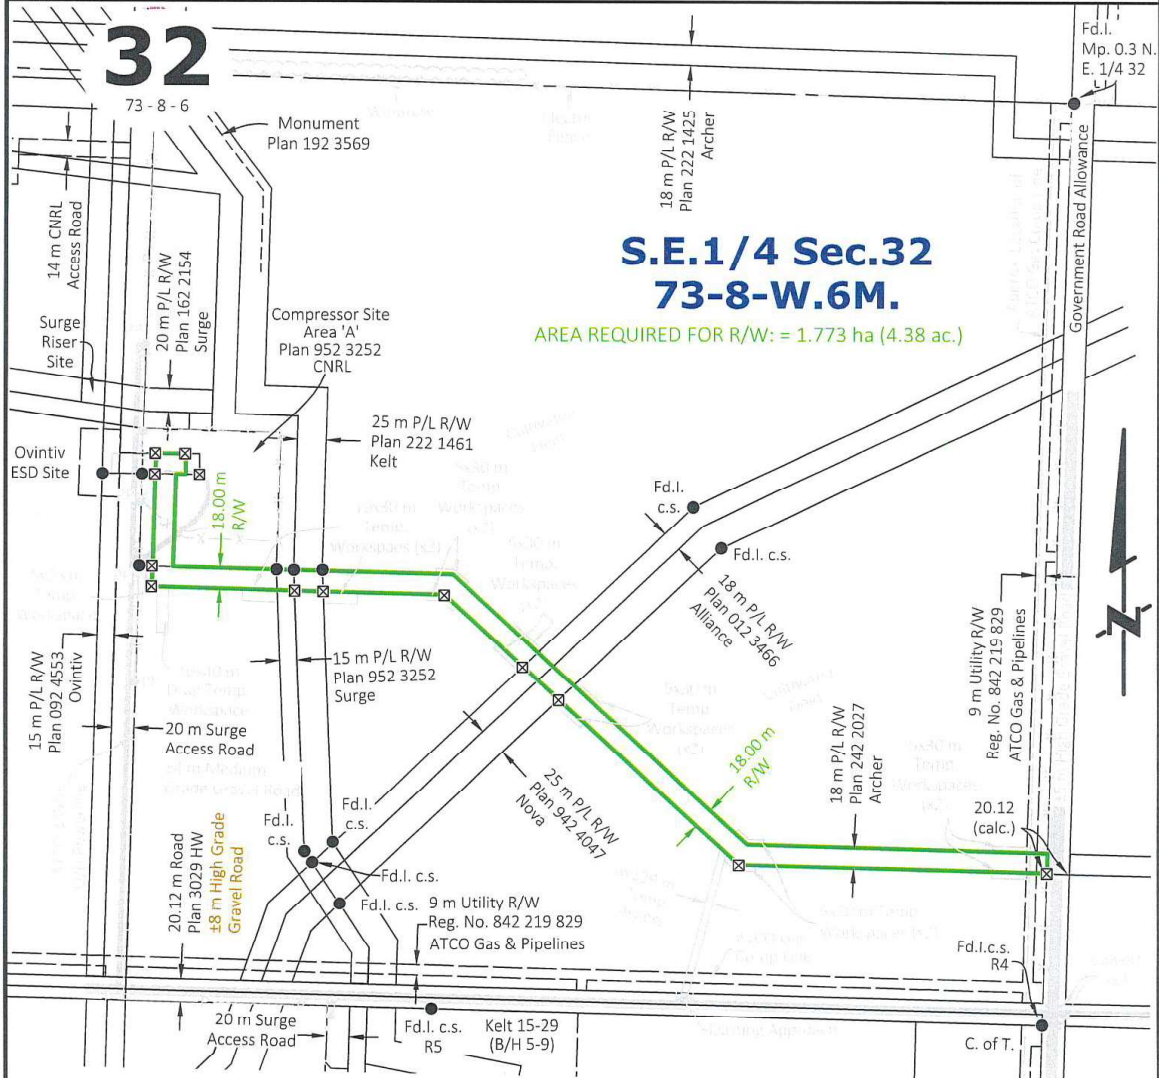 32
73 - 8 - 6
Fd.I.
Mp. 0.3 N.
E. 1/4 32
Monument
Plan 192 3569
18 m P/L R/W
Plan 222 1425
Archer
Government Road Allowance
14 m CNRL
Access Road
20 m P/L R/W
Plan 162 2154
Surge
S.E.1/4 Sec.32
73-8-W.6M.
AREA REQUIRED FOR R/W: = 1.773 ha (4.38 ac.)
Surge
Riser
Site
Compressor Site
Area 'A'
Plan 952 3252
CNRL
25 m P/L R/W
Plan 222 1461
Kelt
Ovintiv
ESD Site
18.00 m
R/W
Fd.I.
c.s.
Fd.I. c.s.
18 m P/L R/W
Plan 012 3466
Alliance
15 m P/L R/W
Plan 092 4553
Ovintiv
15 m P/L R/W
Plan 952 3252
Surge
9 m Utility R/W
Reg. No. 842 219 829
ATCO Gas & Pipelines
N
20 m Surge
Access Road
18.00 m
R/W
18 m P/L R/W
Plan 242 2027
Archer
25 m P/L R/W
Plan 942 4047
Nova
20.12
(calc.)
Fd.I.
c.s.
Fd.I.
c.s.
20.12 m Road
Plan 3029 HW
±8 m High Grade
Gravel Road
Fd.I. c.s.
Fd.I. c.s.
9 m Utility R/W
Reg. No. 842 219 829
ATCO Gas & Pipelines
Fd.I.c.s.
R4
20 m Surge
Access Road
Fd.I. c.s.
R5
Kelt 15-29
(B/H 5-9)
C. of T.